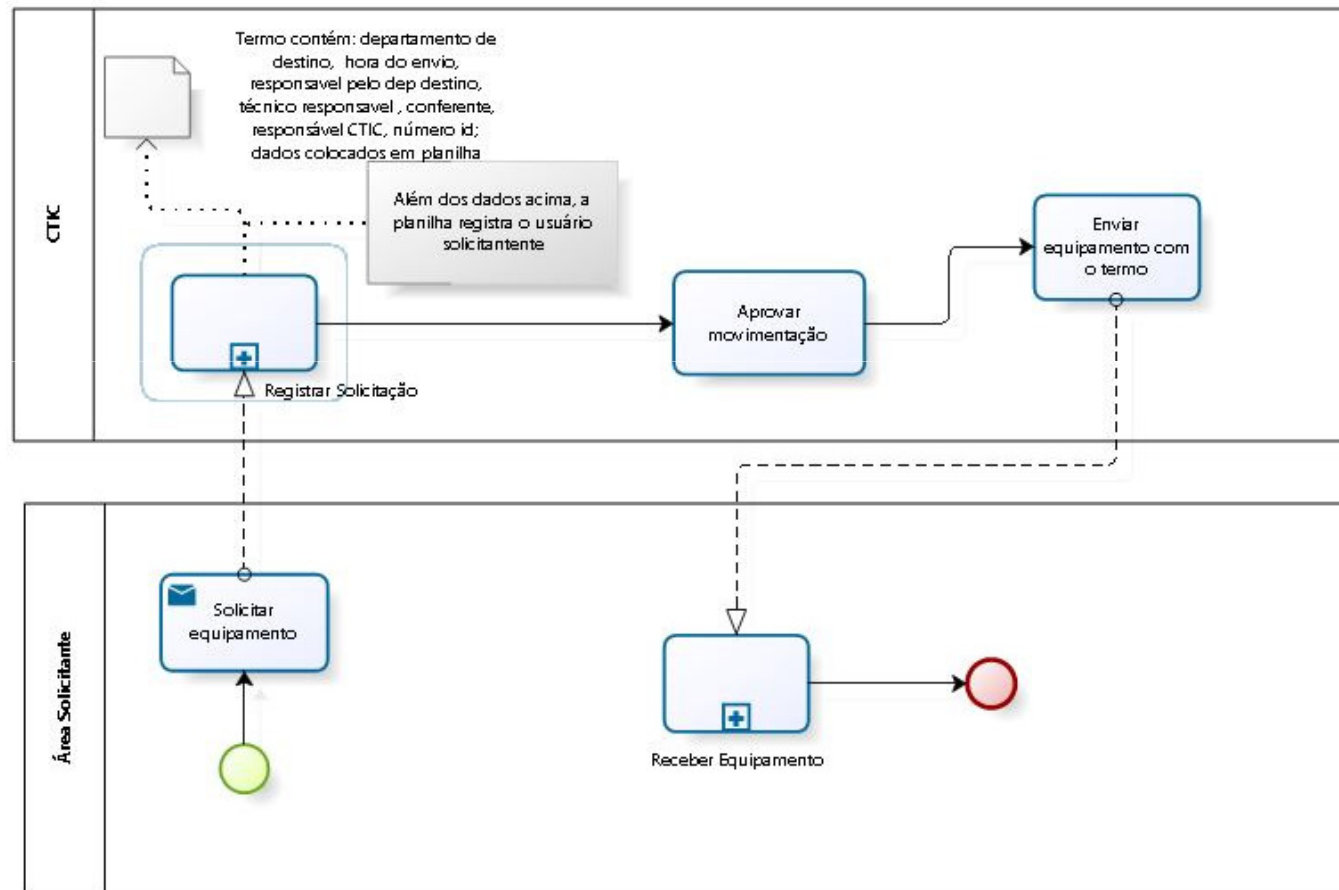 CTIC
Termo contém: departamento de
destino, hora do envio,
responsavel pelo dep destino,
técnico responsavel , conferente,
responsável CTIC, número id;
dados colocados em planilha
Além dos dados acima, a
planilha registra o usuário
solicitantente
Registrar Solicitação
Aprovar
movimentação
Enviar
equipamento com
o termo
Área Solicitante
Solicitar
equipamento
Receber Equipamento